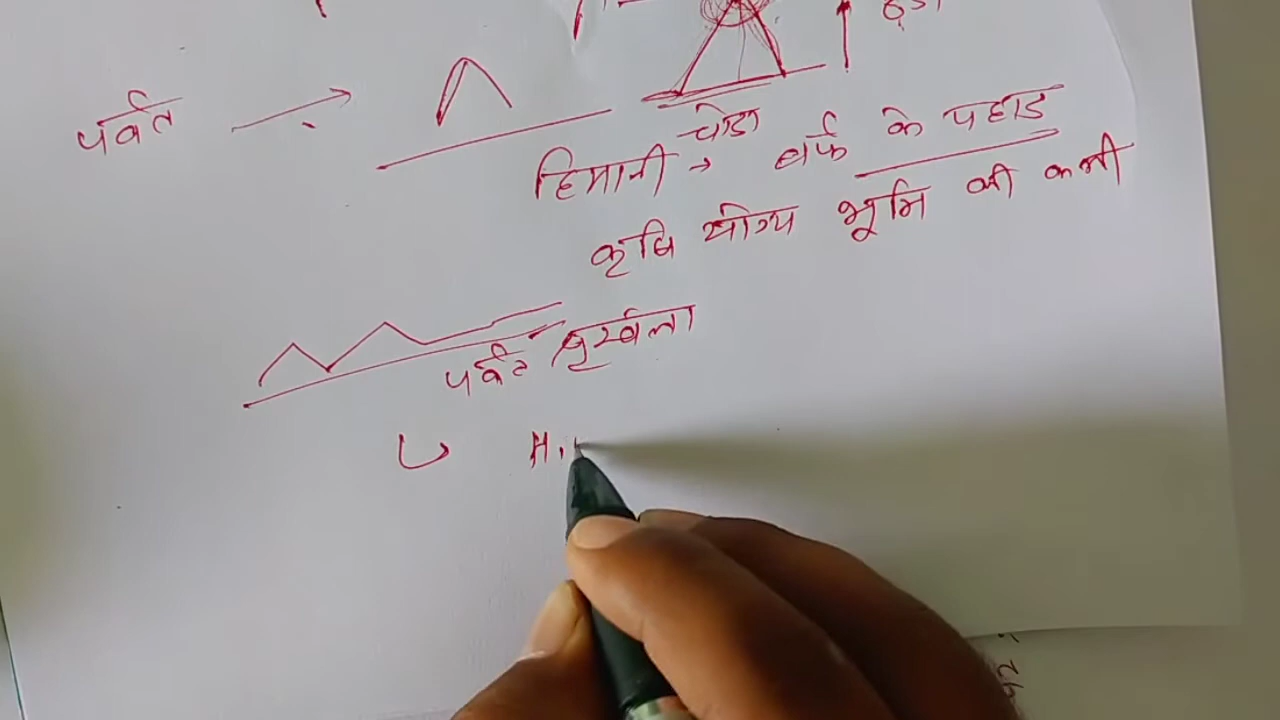 पर्वत
चोडा
हिमानी → बर्फ के पहाड
कृषि योग्य भूमि की कमी
पर्वत श्रृंखला
H.